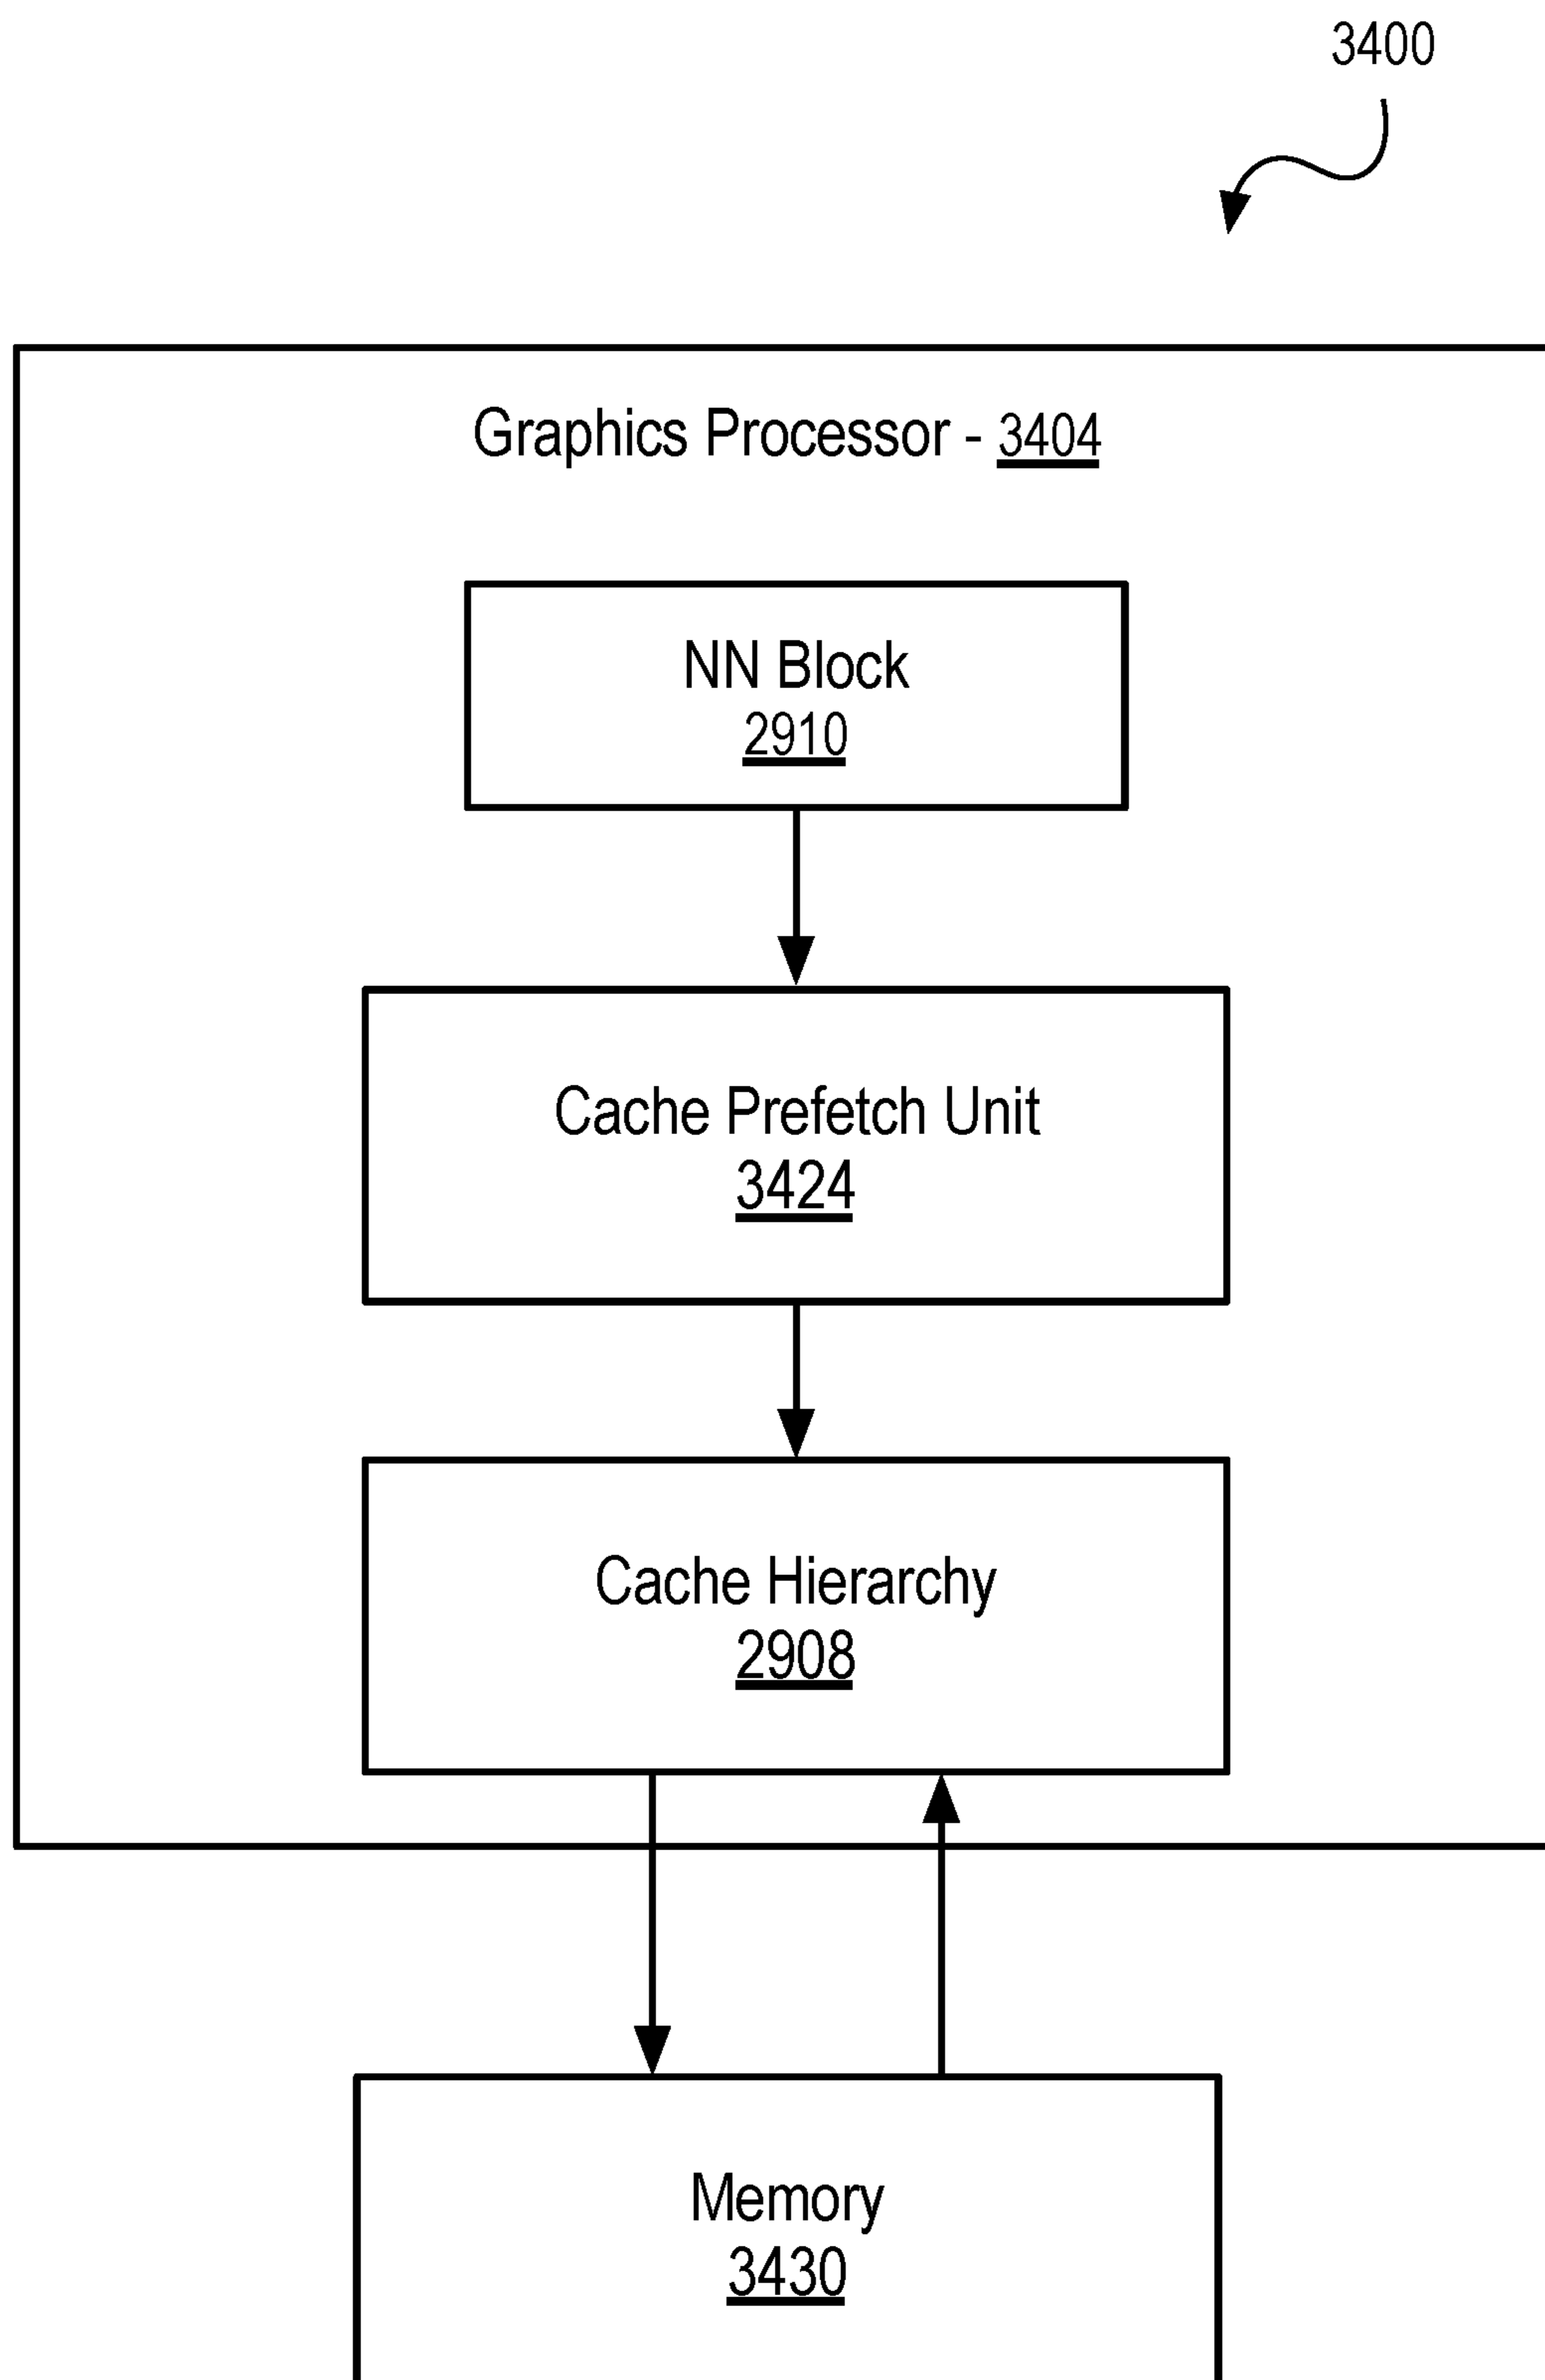 3400
Graphics Processor - 3404
NN Block
2910
Cache Prefetch Unit
3424
Cache Hierarchy
2908
Memory
3430